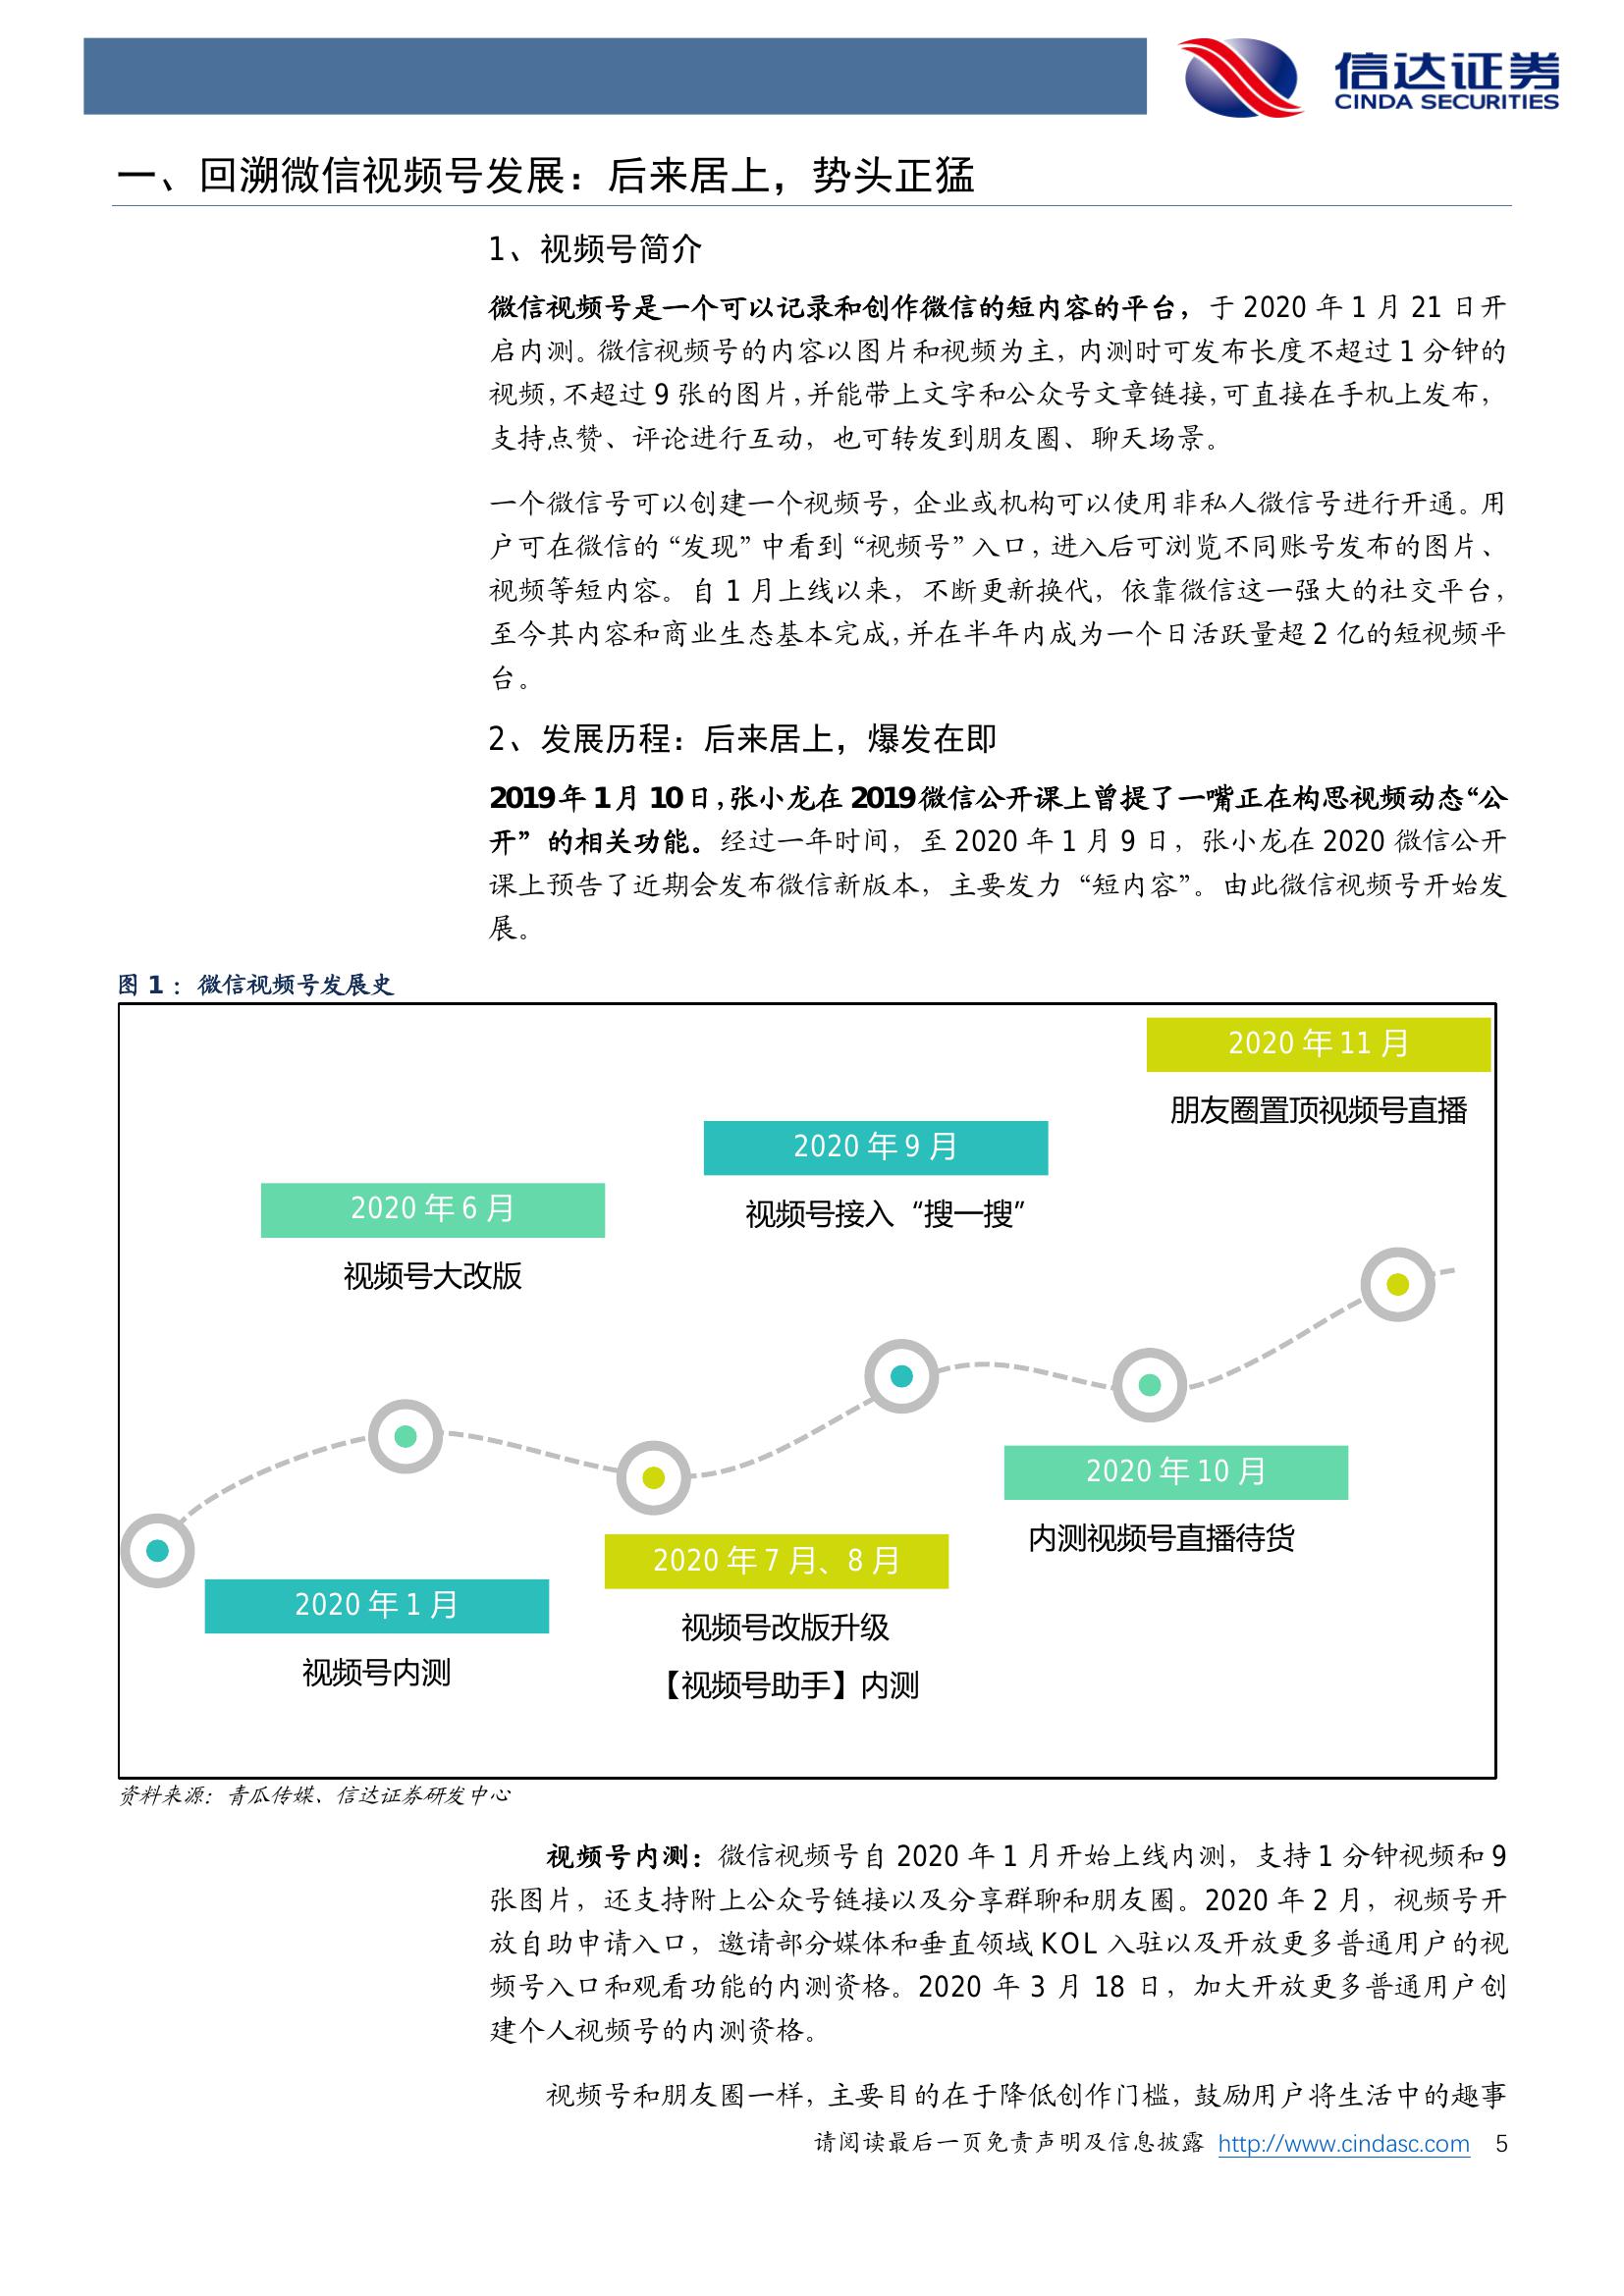 信达证券
CINDA SECURITIES
一、回溯微信视频号发展：后来居上，势头正猛
1、视频号简介
微信视频号是一个可以记录和创作微信的短内容的平台，于 2020 年 1 月 21 日开
启内测。微信视频号的内容以图片和视频为主，内测时可发布长度不超过 1 分钟的
视频，不超过 9 张的图片，并能带上文字和公众号文章链接，可直接在手机上发布，
支持点赞、评论进行互动，也可转发到朋友圈、聊天场景。
一个微信号可以创建一个视频号，企业或机构可以使用非私人微信号进行开通。用
户可在微信的“发现”中看到“视频号”入口，进入后可浏览不同账号发布的图片、
视频等短内容。自 1 月上线以来，不断更新换代，依靠微信这一强大的社交平台，
至今其内容和商业生态基本完成，并在半年内成为一个日活跃量超 2 亿的短视频平
台。
2、发展历程：后来居上，爆发在即
2019 年 1 月 10 日，张小龙在 2019 微信公开课上曾提了一嘴正在构思视频动态“公
开”的相关功能。经过一年时间，至 2020 年 1 月 9 日，张小龙在 2020 微信公开
课上预告了近期会发布微信新版本，主要发力“短内容”。由此微信视频号开始发
展。
图 1：微信视频号发展史
2020 年 11 月
朋友圈置顶视频号直播
2020 年 9 月
视频号接入“搜一搜”
2020 年 6 月
视频号大改版
2020 年 10 月
内测视频号直播待货
2020 年 7 月、8 月
视频号改版升级
【视频号助手】内测
2020 年 1 月
视频号内测
资料来源：青瓜传媒、信达证券研发中心
视频号内测：微信视频号自 2020 年 1 月开始上线内测，支持 1 分钟视频和 9
张图片，还支持附上公众号链接以及分享群聊和朋友圈。2020 年 2 月，视频号开
放自助申请入口，邀请部分媒体和垂直领域 KOL 入驻以及开放更多普通用户的视
频号入口和观看功能的内测资格。2020 年 3 月 18 日，加大开放更多普通用户创
建个人视频号的内测资格。
视频号和朋友圈一样，主要目的在于降低创作门槛，鼓励用户将生活中的趣事
请阅读最后一页免责声明及信息披露 http://www.cindasc.com 5